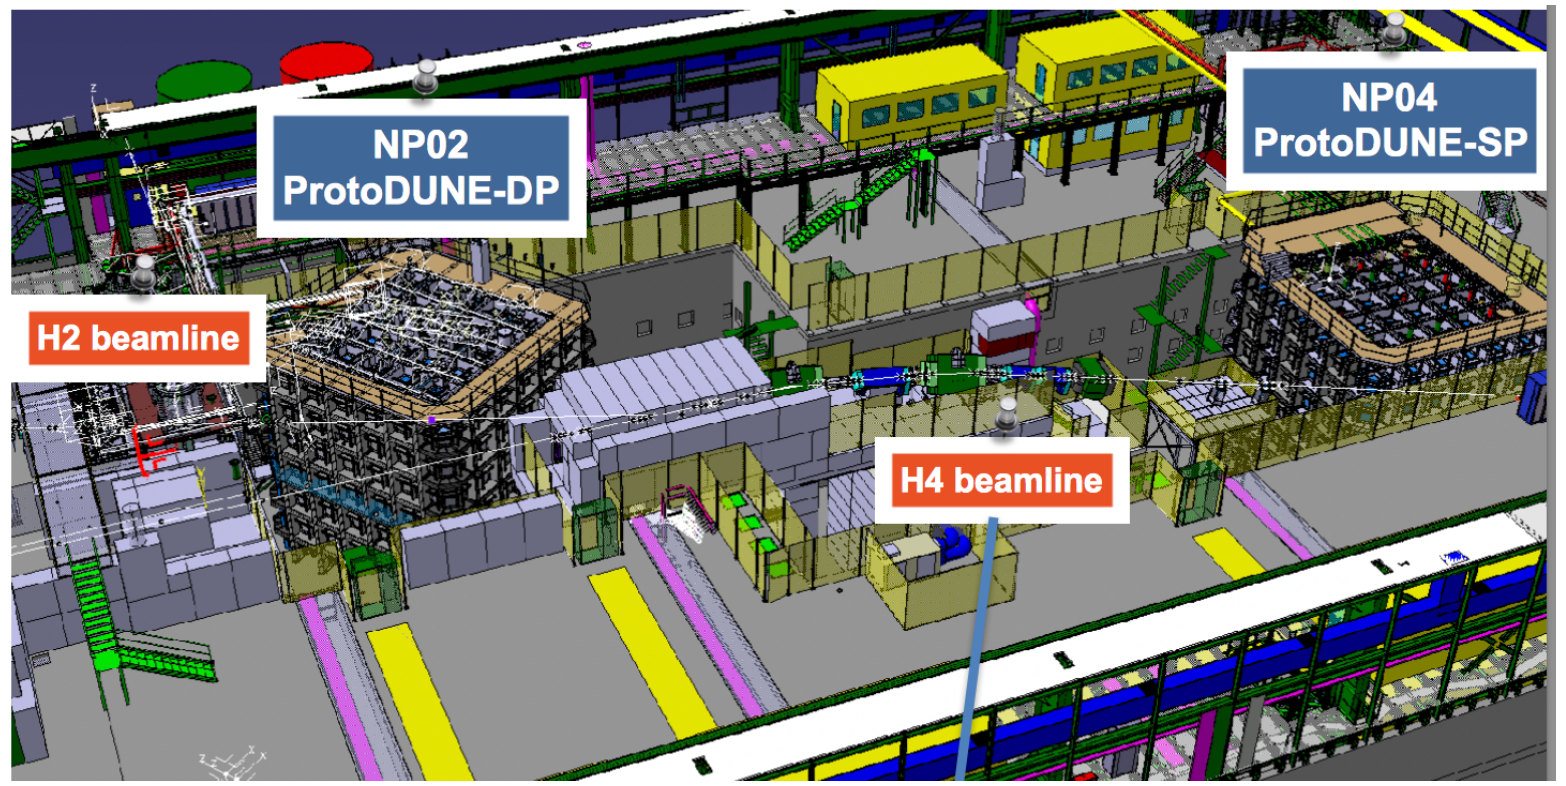 NP02
ProtoDUNE-DP
NP04
ProtoDUNE-SP
H2 beamline
H4 beamline